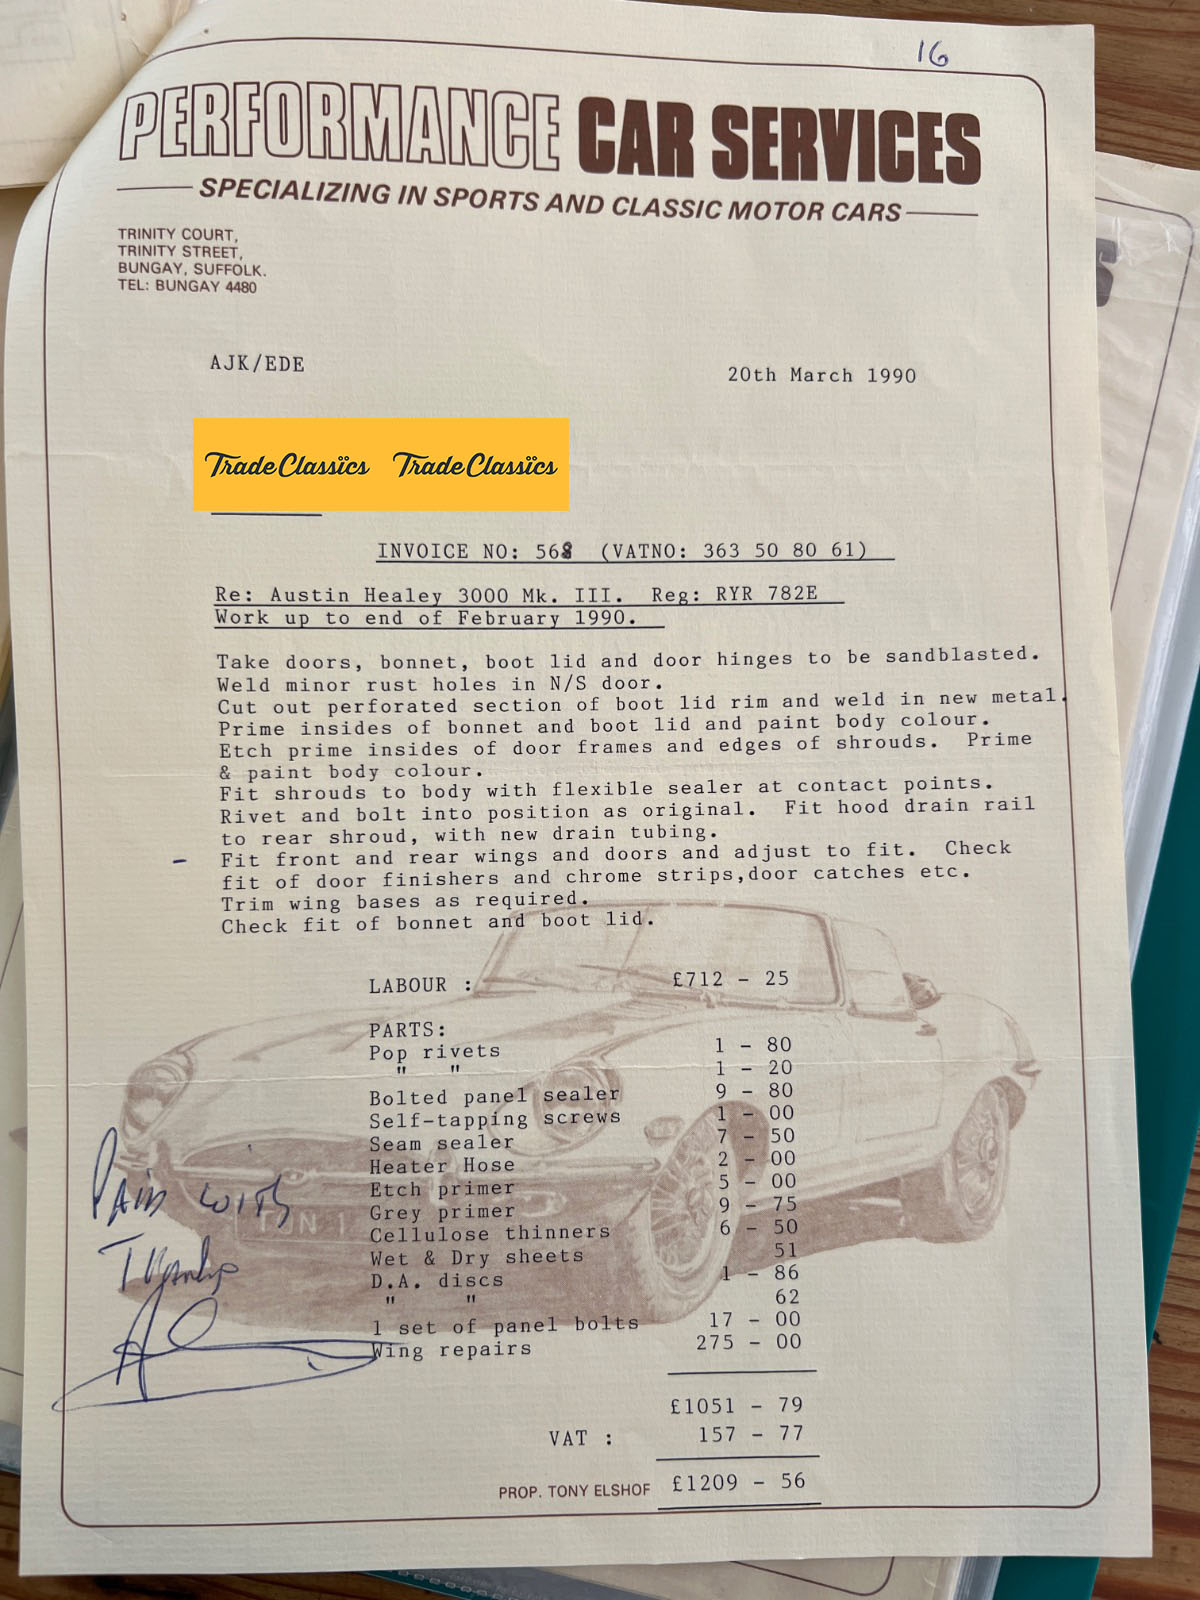 16
PERFORMANCE CAR SERVICES
SPECIALIZING IN SPORTS AND CLASSIC MOTOR CARS
TRINITY COURT,
TRINITY STREET,
BUNGAY, SUFFOLK.
TEL: BUNGAY 4480
AJK/EDE
20th March 1990
TradeClassics TradeClassics
INVOICE NO: 568 (VATNO: 363 50 80 61)
Re: Austin Healey 3000 Mk. III. Reg: RYR 782E
Work up to end of February 1990.
Take doors, bonnet, boot lid and door hinges to be sandblasted.
Weld minor rust holes in N/S door.
Cut out perforated section of boot lid rim and weld in new metal.
Prime insides of bonnet and boot lid and paint body colour.
Etch prime insides of door frames and edges of shrouds. Prime
& paint body colour.
Fit shrouds to body with flexible sealer at contact points.
Rivet and bolt into position as original. Fit hood drain rail
to rear shroud, with new drain tubing.
- Fit front and rear wings and doors and adjust to fit. Check
fit of door finishers and chrome strips,door catches etc.
Trim wing bases as required.
Check fit of bonnet and boot lid.
LABOUR : £712 - 25
PARTS:
Pop rivets 1 - 80
" " 1 - 20
Bolted panel sealer 9 - 80
Self-tapping screws 1 - 00
Seam sealer 7 - 50
Heater Hose 2 - 00
Etch primer 5 - 00
Grey primer 9 - 75
Cellulose thinners 6 - 50
Wet & Dry sheets 51
D.A. discs 1 - 86
" " 62
1 set of panel bolts 17 - 00
Wing repairs 275 - 00
PAID WITH
£1051 - 79
VAT : 157 - 77
PROP. TONY ELSHOF £1209 - 56